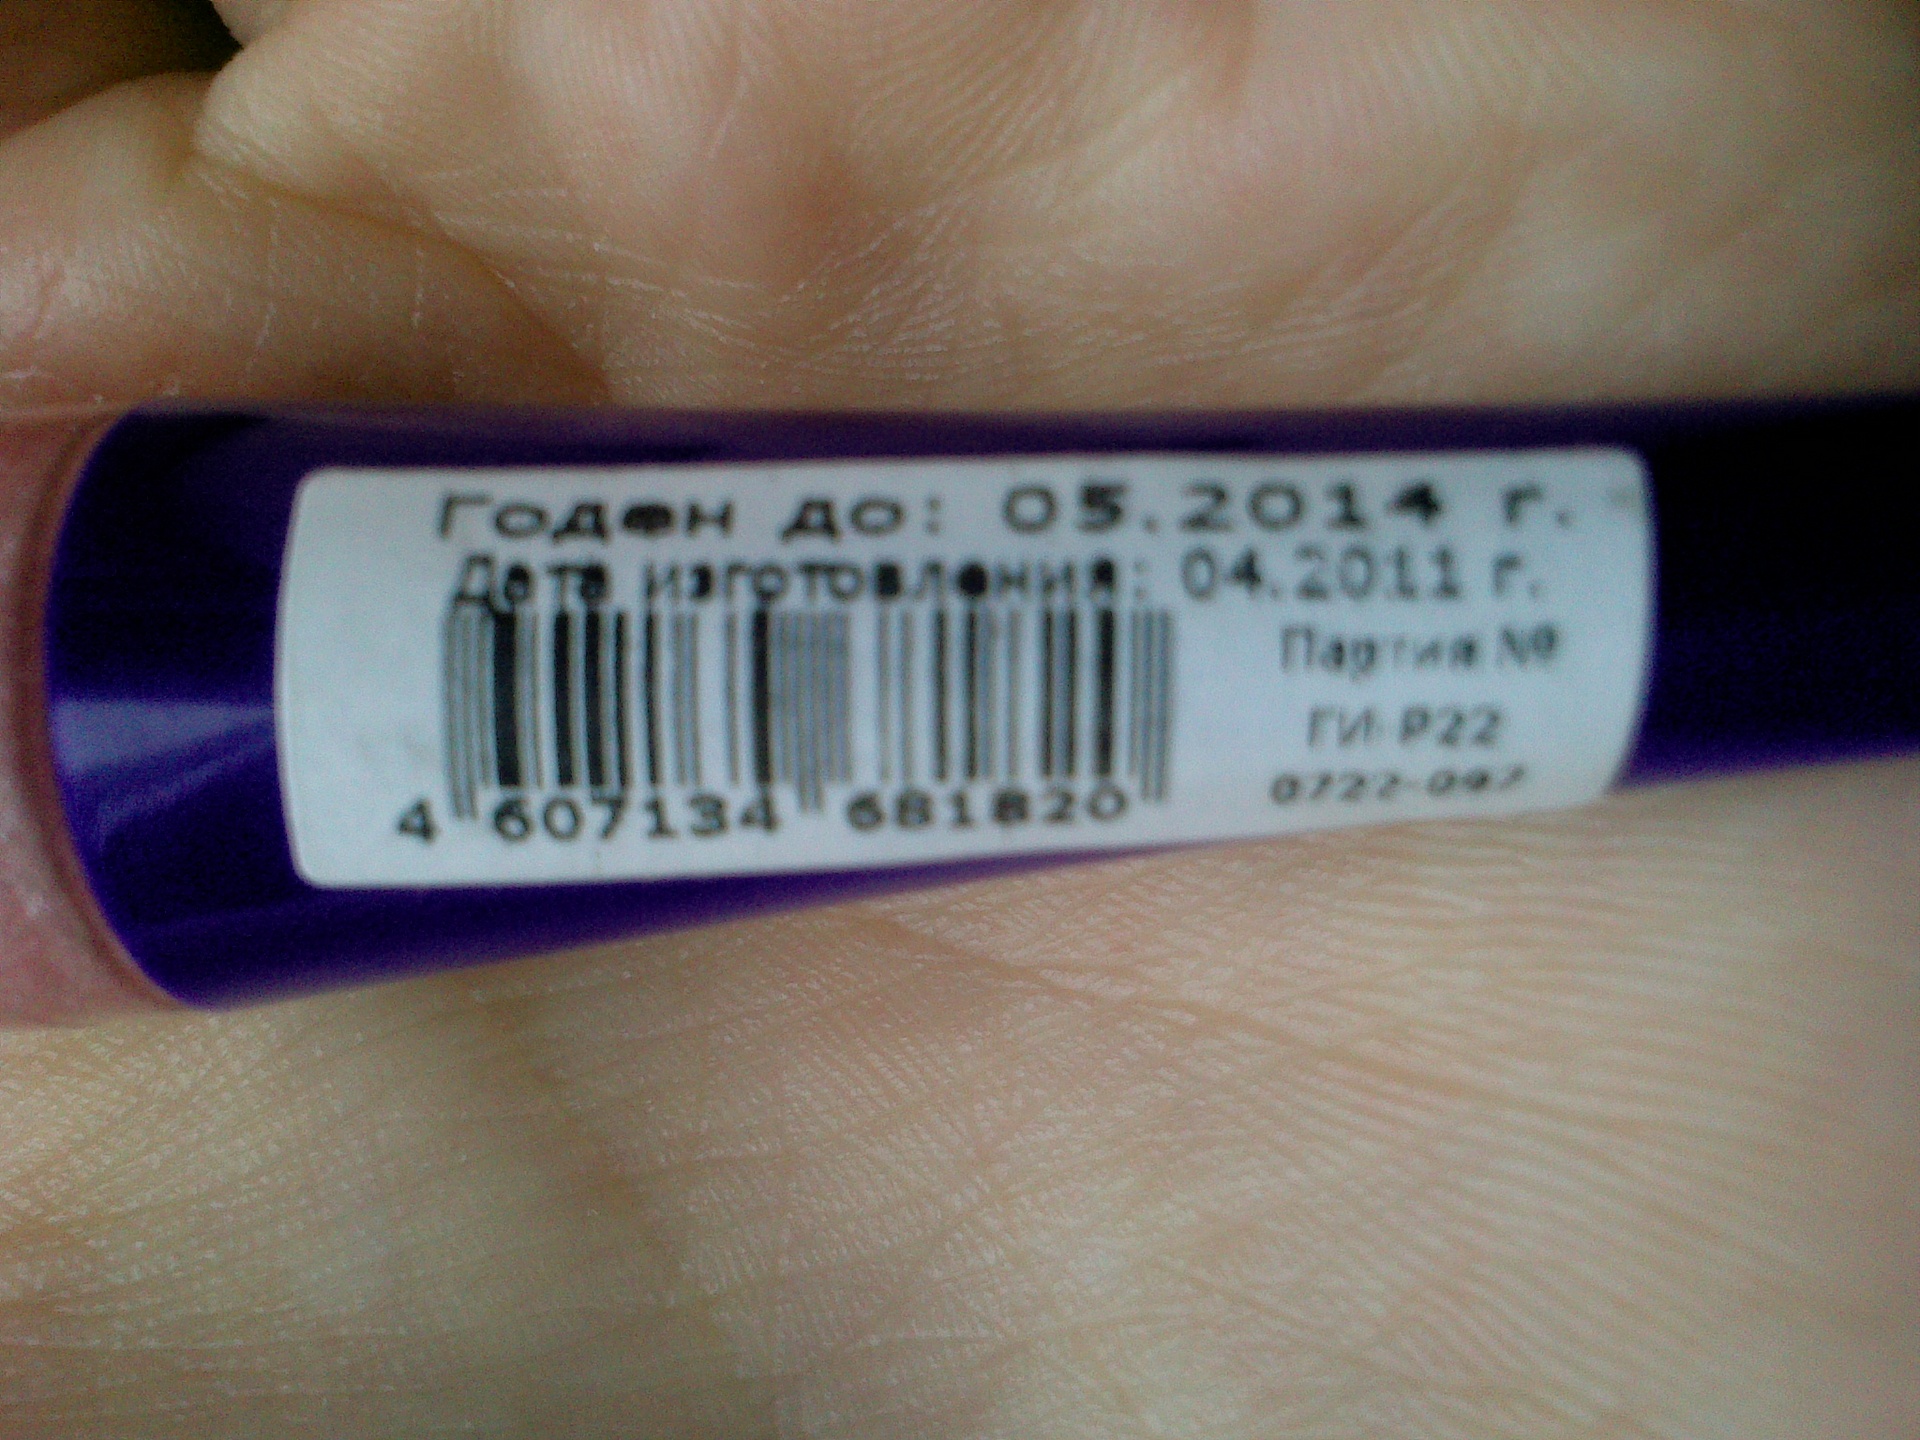 Годен до: 05.2014 г.
Дата изготовления: 04.2011 г.
Партия №
ГИ-Р22
4 607134 681820